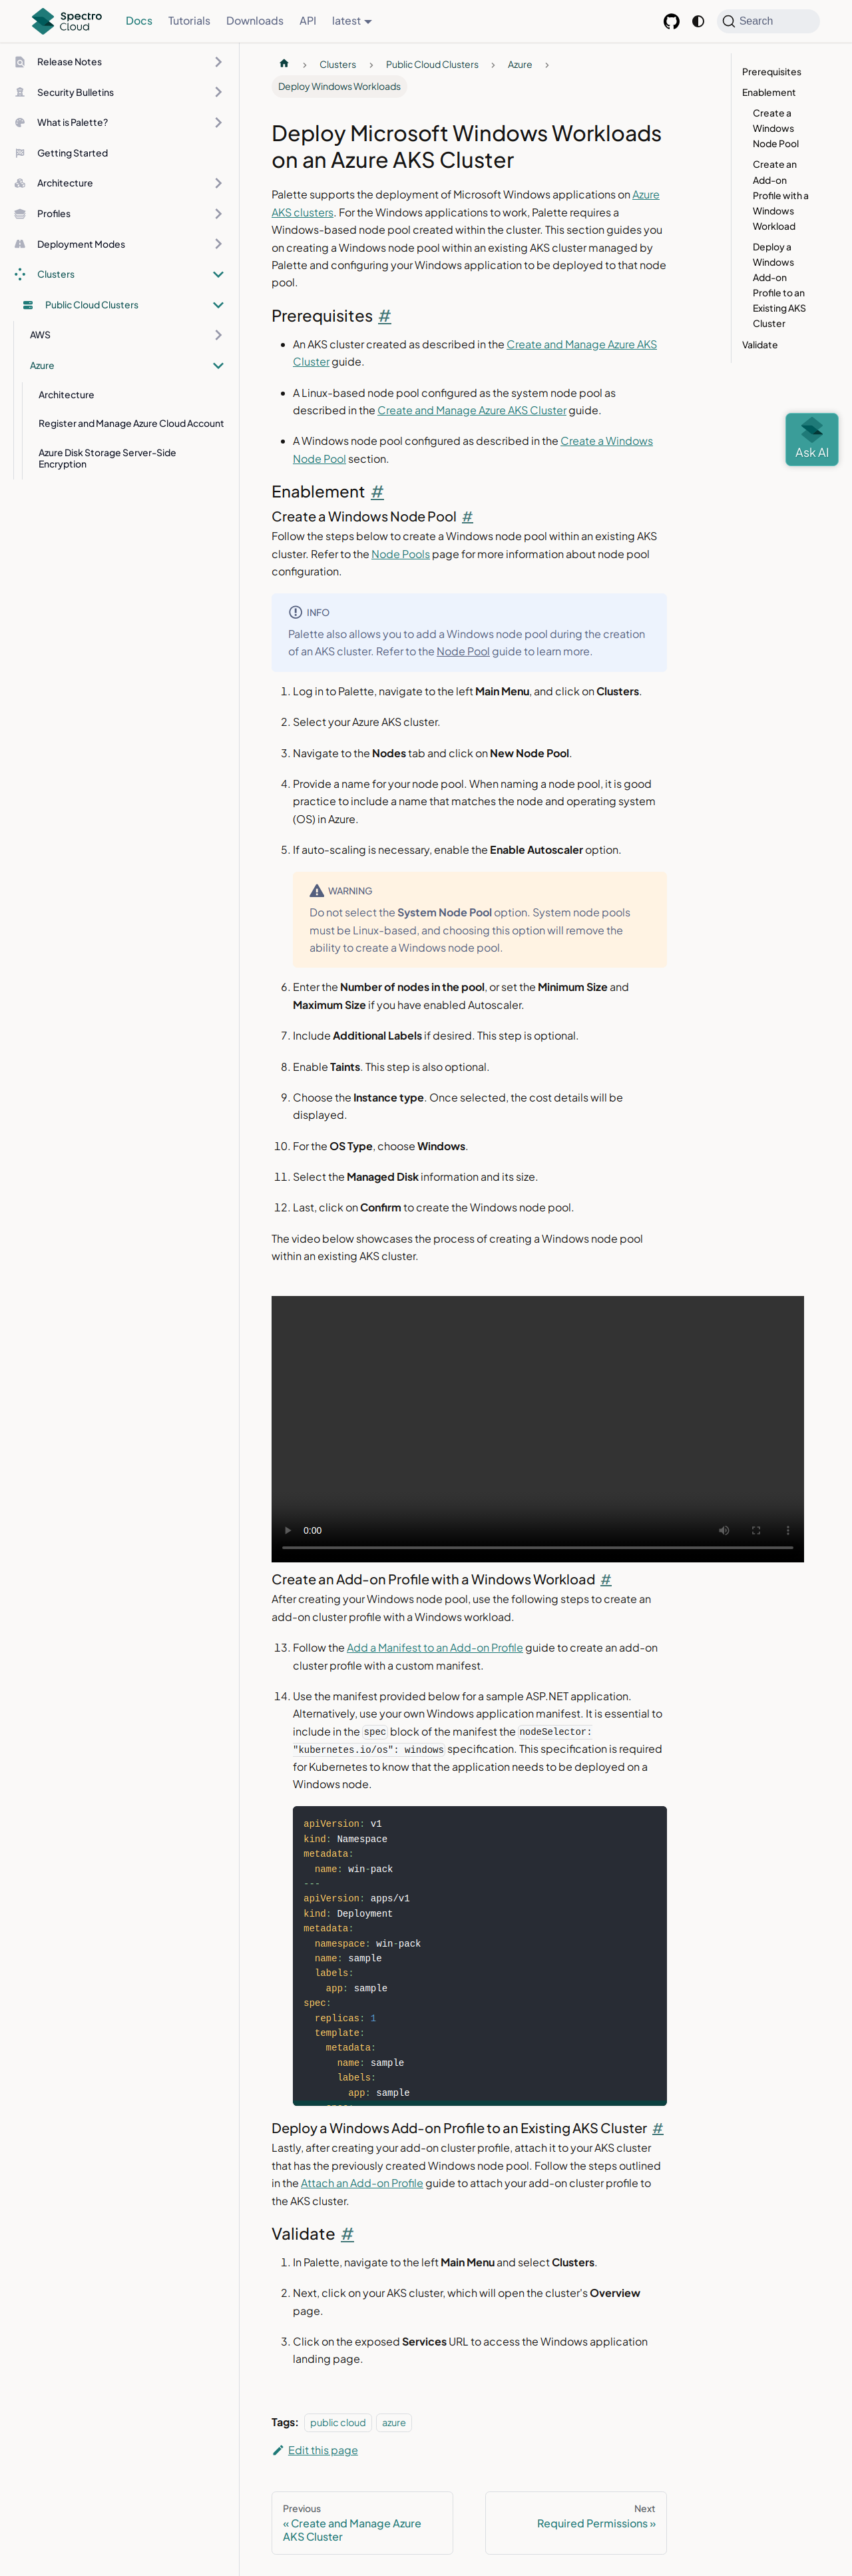 Spectro Cloud
Docs
Tutorials
Downloads
API
latest
Search
Release Notes
Security Bulletins
What is Palette?
Getting Started
Architecture
Profiles
Deployment Modes
Clusters
Public Cloud Clusters
AWS
Azure
Architecture
Register and Manage Azure Cloud Account
Azure Disk Storage Server-Side
Encryption
Clusters
Public Cloud Clusters
Azure
Deploy Windows Workloads
Deploy Microsoft Windows Workloads
on an Azure AKS Cluster
Palette supports the deployment of Microsoft Windows applications on Azure
AKS clusters. For the Windows applications to work, Palette requires a
Windows-based node pool created within the cluster. This section guides you
on creating a Windows node pool within an existing AKS cluster managed by
Palette and configuring your Windows application to be deployed to that node
pool.
Prerequisites #
An AKS cluster created as described in the Create and Manage Azure AKS
Cluster guide.
A Linux-based node pool configured as the system node pool as
described in the Create and Manage Azure AKS Cluster guide.
A Windows node pool configured as described in the Create a Windows
Node Pool section.
Enablement #
Create a Windows Node Pool #
Follow the steps below to create a Windows node pool within an existing AKS
cluster. Refer to the Node Pools page for more information about node pool
configuration.
INFO
Palette also allows you to add a Windows node pool during the creation
of an AKS cluster. Refer to the Node Pool guide to learn more.
1. Log in to Palette, navigate to the left Main Menu, and click on Clusters.
2. Select your Azure AKS cluster.
3. Navigate to the Nodes tab and click on New Node Pool.
4. Provide a name for your node pool. When naming a node pool, it is good
practice to include a name that matches the node and operating system
(OS) in Azure.
5. If auto-scaling is necessary, enable the Enable Autoscaler option.
WARNING
Do not select the System Node Pool option. System node pools
must be Linux-based, and choosing this option will remove the
ability to create a Windows node pool.
6. Enter the Number of nodes in the pool, or set the Minimum Size and
Maximum Size if you have enabled Autoscaler.
7. Include Additional Labels if desired. This step is optional.
8. Enable Taints. This step is also optional.
9. Choose the Instance type. Once selected, the cost details will be
displayed.
10. For the OS Type, choose Windows.
11. Select the Managed Disk information and its size.
12. Last, click on Confirm to create the Windows node pool.
The video below showcases the process of creating a Windows node pool
within an existing AKS cluster.
0:00
Create an Add-on Profile with a Windows Workload #
After creating your Windows node pool, use the following steps to create an
add-on cluster profile with a Windows workload.
13. Follow the Add a Manifest to an Add-on Profile guide to create an add-on
cluster profile with a custom manifest.
14. Use the manifest provided below for a sample ASP.NET application.
Alternatively, use your own Windows application manifest. It is essential to
include in the spec block of the manifest the nodeSelector:
"kubernetes.io/os": windows specification. This specification is required
for Kubernetes to know that the application needs to be deployed on a
Windows node.
apiVersion: v1
kind: Namespace
metadata:
name: win-pack
---
apiVersion: apps/v1
kind: Deployment
metadata:
namespace: win-pack
name: sample
labels:
app: sample
spec:
replicas: 1
template:
metadata:
name: sample
labels:
app: sample
Deploy a Windows Add-on Profile to an Existing AKS Cluster #
Lastly, after creating your add-on cluster profile, attach it to your AKS cluster
that has the previously created Windows node pool. Follow the steps outlined
in the Attach an Add-on Profile guide to attach your add-on cluster profile to
the AKS cluster.
Validate #
1. In Palette, navigate to the left Main Menu and select Clusters.
2. Next, click on your AKS cluster, which will open the cluster's Overview
page.
3. Click on the exposed Services URL to access the Windows application
landing page.
Tags: public cloud azure
Edit this page
Previous
« Create and Manage Azure
AKS Cluster
Next
Required Permissions »
Prerequisites
Enablement
Create a
Windows
Node Pool
Create an
Add-on
Profile with a
Windows
Workload
Deploy a
Windows
Add-on
Profile to an
Existing AKS
Cluster
Validate
Ask AI